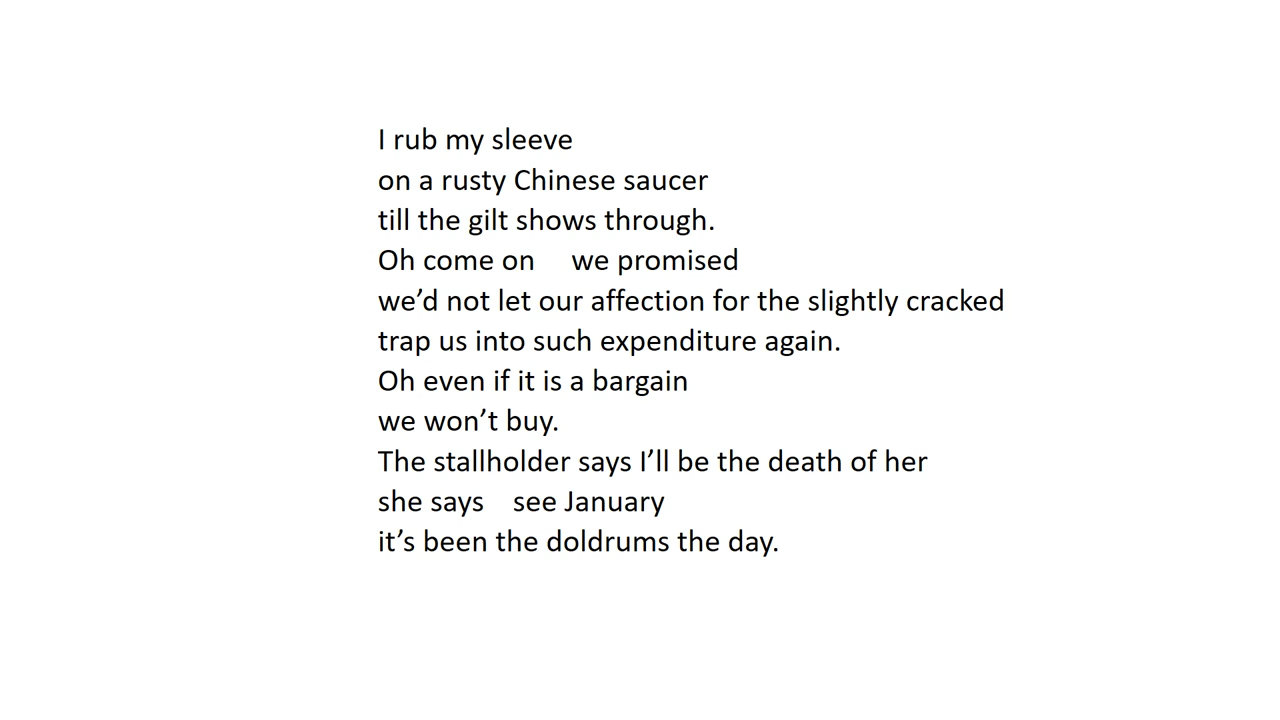 I rub my sleeve
on a rusty Chinese saucer
till the gilt shows through.
Oh come on     we promised
we’d not let our affection for the slightly cracked
trap us into such expenditure again.
Oh even if it is a bargain
we won’t buy.
The stallholder says I’ll be the death of her
she says    see January
it’s been the doldrums the day.